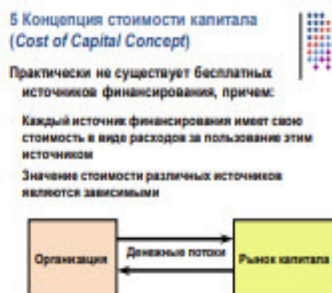 5 Концепция стоимости капитала
(Cost of Capital Concept)
Практически не существует бесплатных
источников финансирования, причем:
Каждый источник финансирования имеет свою
стоимость в виде расходов за пользование этим
источником
Значение стоимости различных источников
являются зависимыми
Организация
Денежные потоки
Рынок капитала